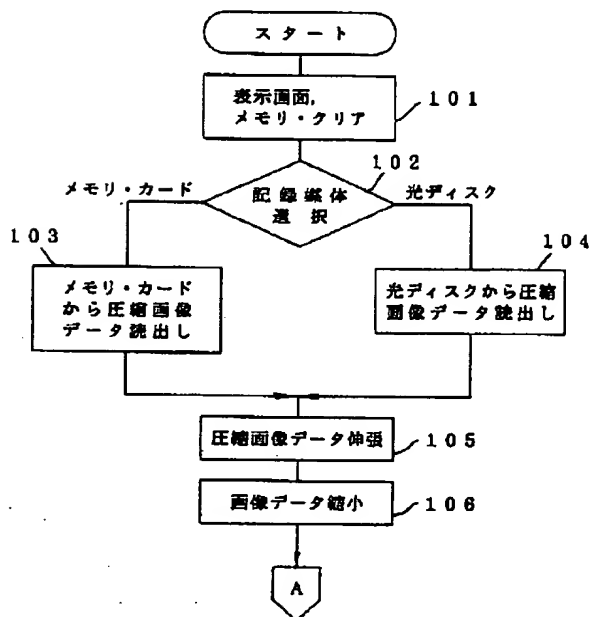 スタート
表示画面,
メモリ・クリア
101
102
メモリ・カード
記録媒体
選択
光ディスク
103
メモリ・カード
から圧縮画像
データ読出し
104
光ディスクから圧縮
画像データ読出し
圧縮画像データ伸張
105
画像データ縮小
106
A